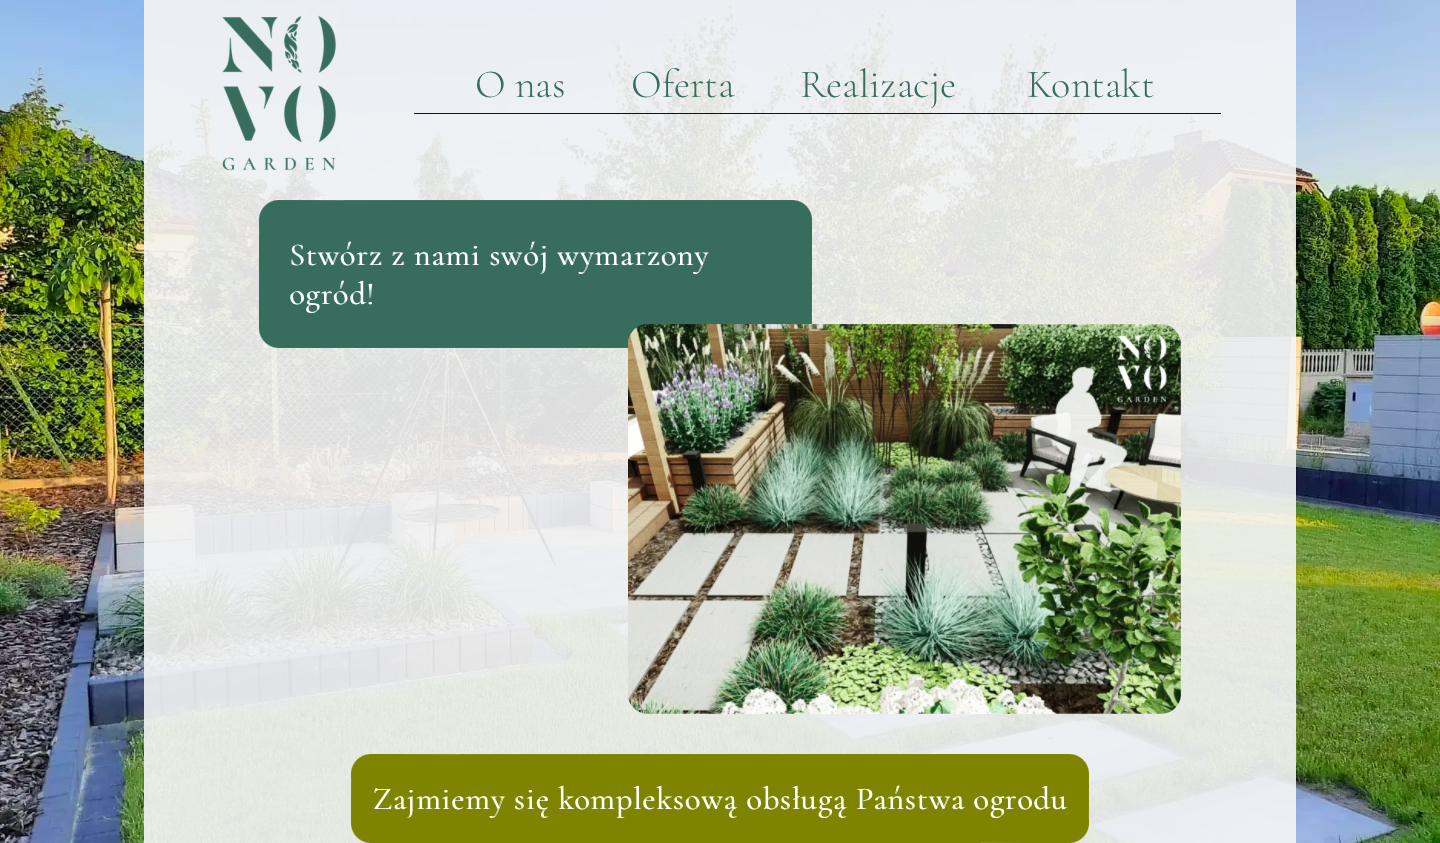 NO
VO
GARDEN
O nas Oferta Realizacje Kontakt
Stwórz z nami swój wymarzony
ogród!
NO
VO
GARDEN
Zajmiemy się kompleksową obsługą Państwa ogrodu